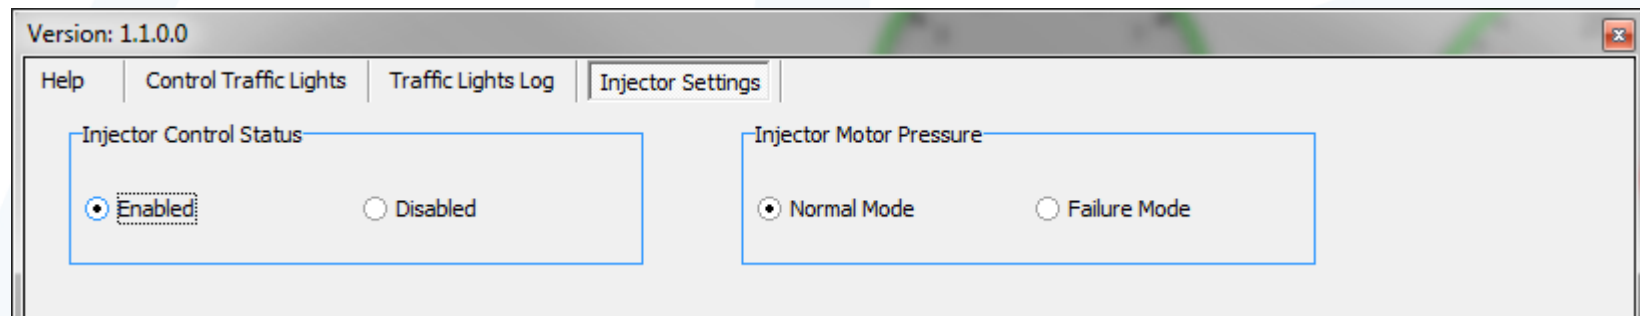 Version: 1.1.0.0
Help Control Traffic Lights Traffic Lights Log Injector Settings
Injector Control Status Injector Motor Pressure
Enabled Disabled Normal Mode Failure Mode